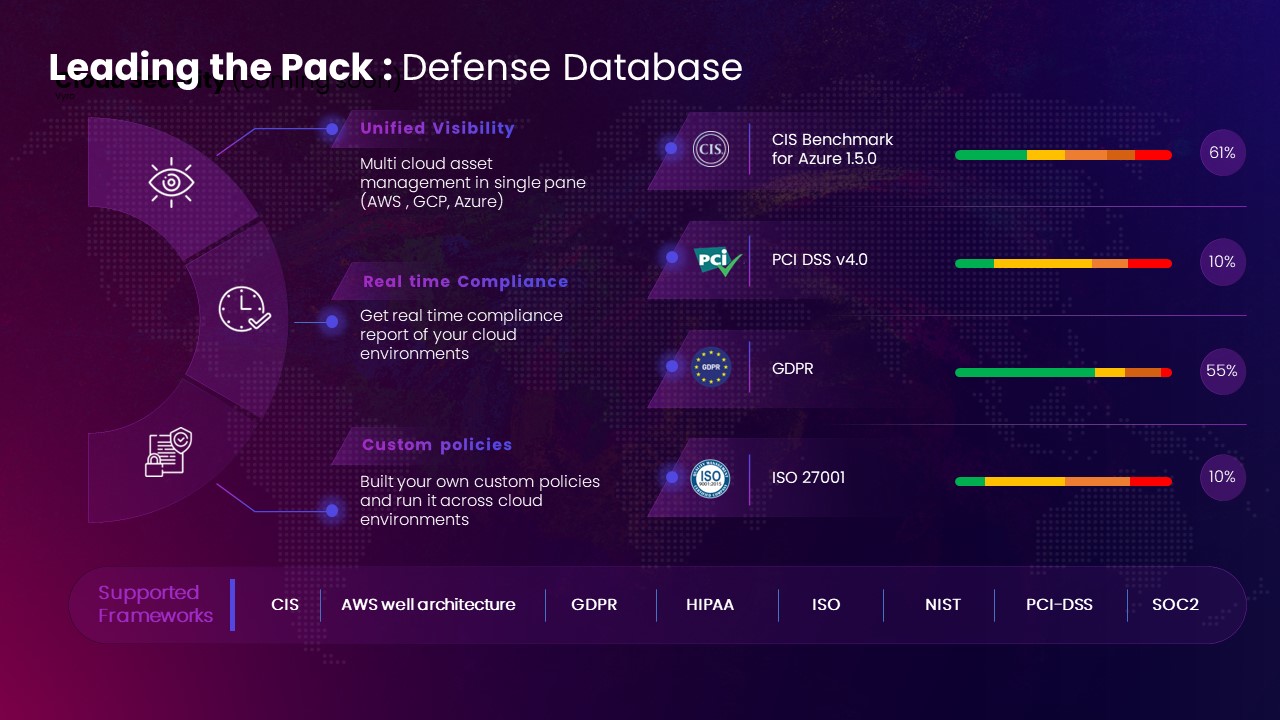 Leading the Pack : Defense Database
Cloud security (coming soon)
Unified Visibility
Multi cloud asset
management in single pane
(AWS , GCP, Azure)
Real time Compliance
Get real time compliance
report of your cloud
environments
Custom policies
Built your own custom policies
and run it across cloud
environments
CIS
CIS Benchmark
for Azure 1.5.0
61%
PCI
PCI DSS v4.0
10%
GDPR
GDPR
55%
ISO
9001:2015
ISO 27001
10%
Supported
Frameworks
CIS
AWS well architecture
GDPR
HIPAA
ISO
NIST
PCI-DSS
SOC2